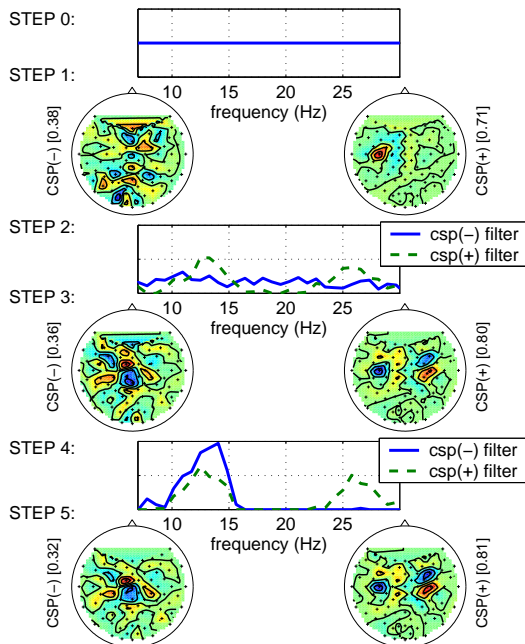 STEP 0:
STEP 1:
10 15 20 25
frequency (Hz)
CSP(−) [0.38]
CSP(+) [0.71]
STEP 2:
csp(−) filter
csp(+) filter
STEP 3:
10 15 20 25
frequency (Hz)
CSP(−) [0.36]
CSP(+) [0.80]
STEP 4:
csp(−) filter
csp(+) filter
STEP 5:
10 15 20 25
frequency (Hz)
CSP(−) [0.32]
CSP(+) [0.81]